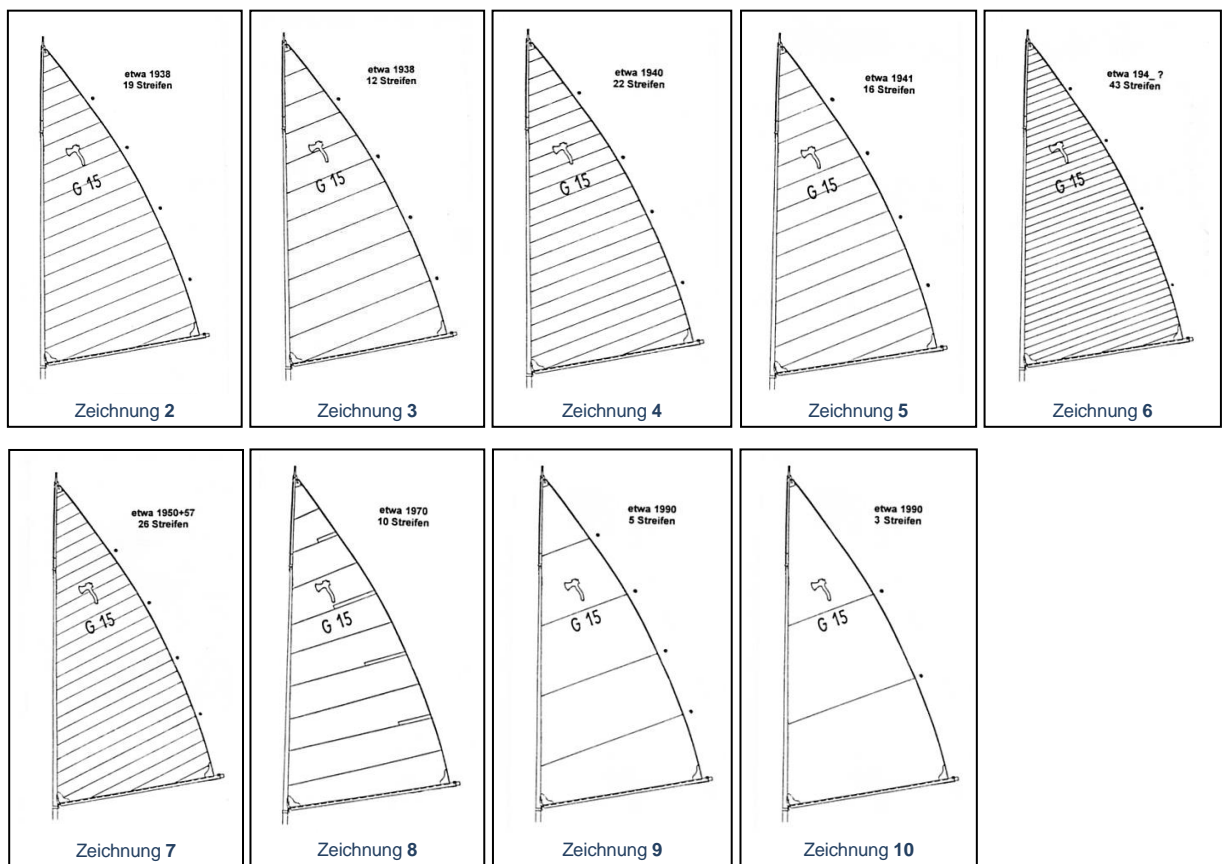 etwa 1938
19 Streifen
G 15
Zeichnung 2
etwa 1938
12 Streifen
G 15
Zeichnung 3
etwa 1940
22 Streifen
G 15
Zeichnung 4
etwa 1941
16 Streifen
G 15
Zeichnung 5
etwa 194_ ?
43 Streifen
G 15
Zeichnung 6
etwa 1950+57
26 Streifen
G 15
Zeichnung 7
etwa 1970
10 Streifen
G 15
Zeichnung 8
etwa 1990
5 Streifen
G 15
Zeichnung 9
etwa 1990
3 Streifen
G 15
Zeichnung 10